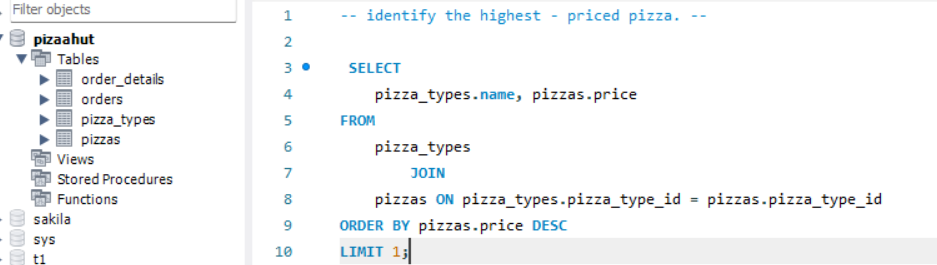 Filter objects
pizaahut
Tables
order_details
orders
pizza_types
pizzas
Views
Stored Procedures
Functions
sakila
sys
t1
1 -- identify the highest - priced pizza. --
2
3 SELECT
4 pizza_types.name, pizzas.price
5 FROM
6 pizza_types
7 JOIN
8 pizzas ON pizza_types.pizza_type_id = pizzas.pizza_type_id
9 ORDER BY pizzas.price DESC
10 LIMIT 1;